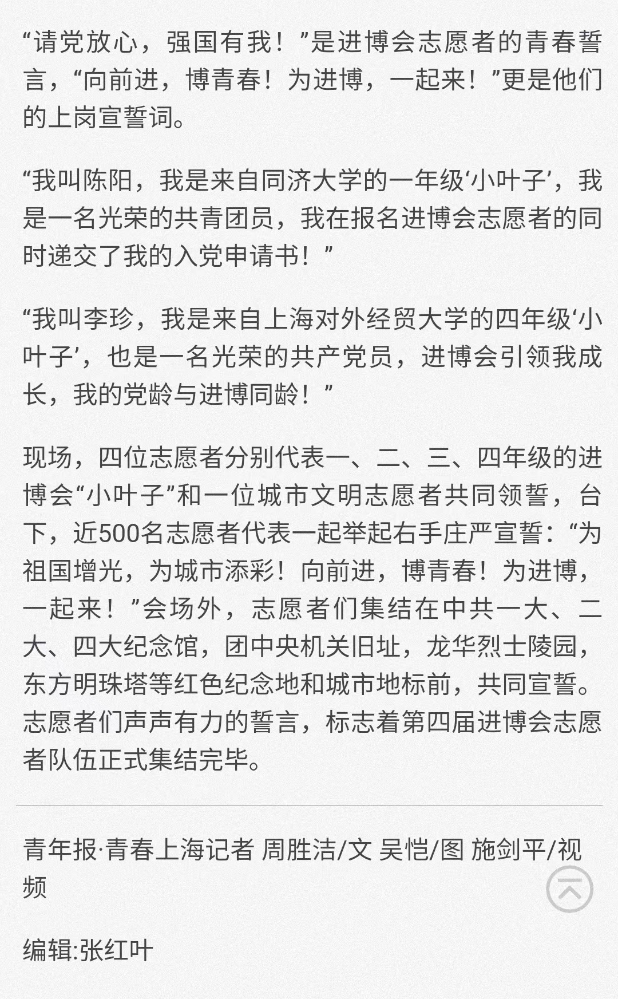 “请党放心，强国有我！”是进博会志愿者的青春誓
言，“向前进，博青春！为进博，一起来！”更是他们
的上岗宣誓词。
“我叫陈阳，我是来自同济大学的一年级‘小叶子’，我
是一名光荣的共青团员，我在报名进博会志愿者的同
时递交了我的入党申请书！”
“我叫李珍，我是来自上海对外经贸大学的四年级‘小
叶子’，也是一名光荣的共产党员，进博会引领我成
长，我的党龄与进博同龄！”
现场，四位志愿者分别代表一、二、三、四年级的进
博会“小叶子”和一位城市文明志愿者共同领誓，台
下，近500名志愿者代表一起举起右手庄严宣誓：“为
祖国增光，为城市添彩！向前进，博青春！为进博，
一起来！”会场外，志愿者们集结在中共一大、二
大、四大纪念馆，团中央机关旧址，龙华烈士陵园，
东方明珠塔等红色纪念地和城市地标前，共同宣誓。
志愿者们声声有力的誓言，标志着第四届进博会志愿
者队伍正式集结完毕。
青年报·青春上海记者 周胜洁/文 吴恺/图 施剑平/视
频
编辑:张红叶